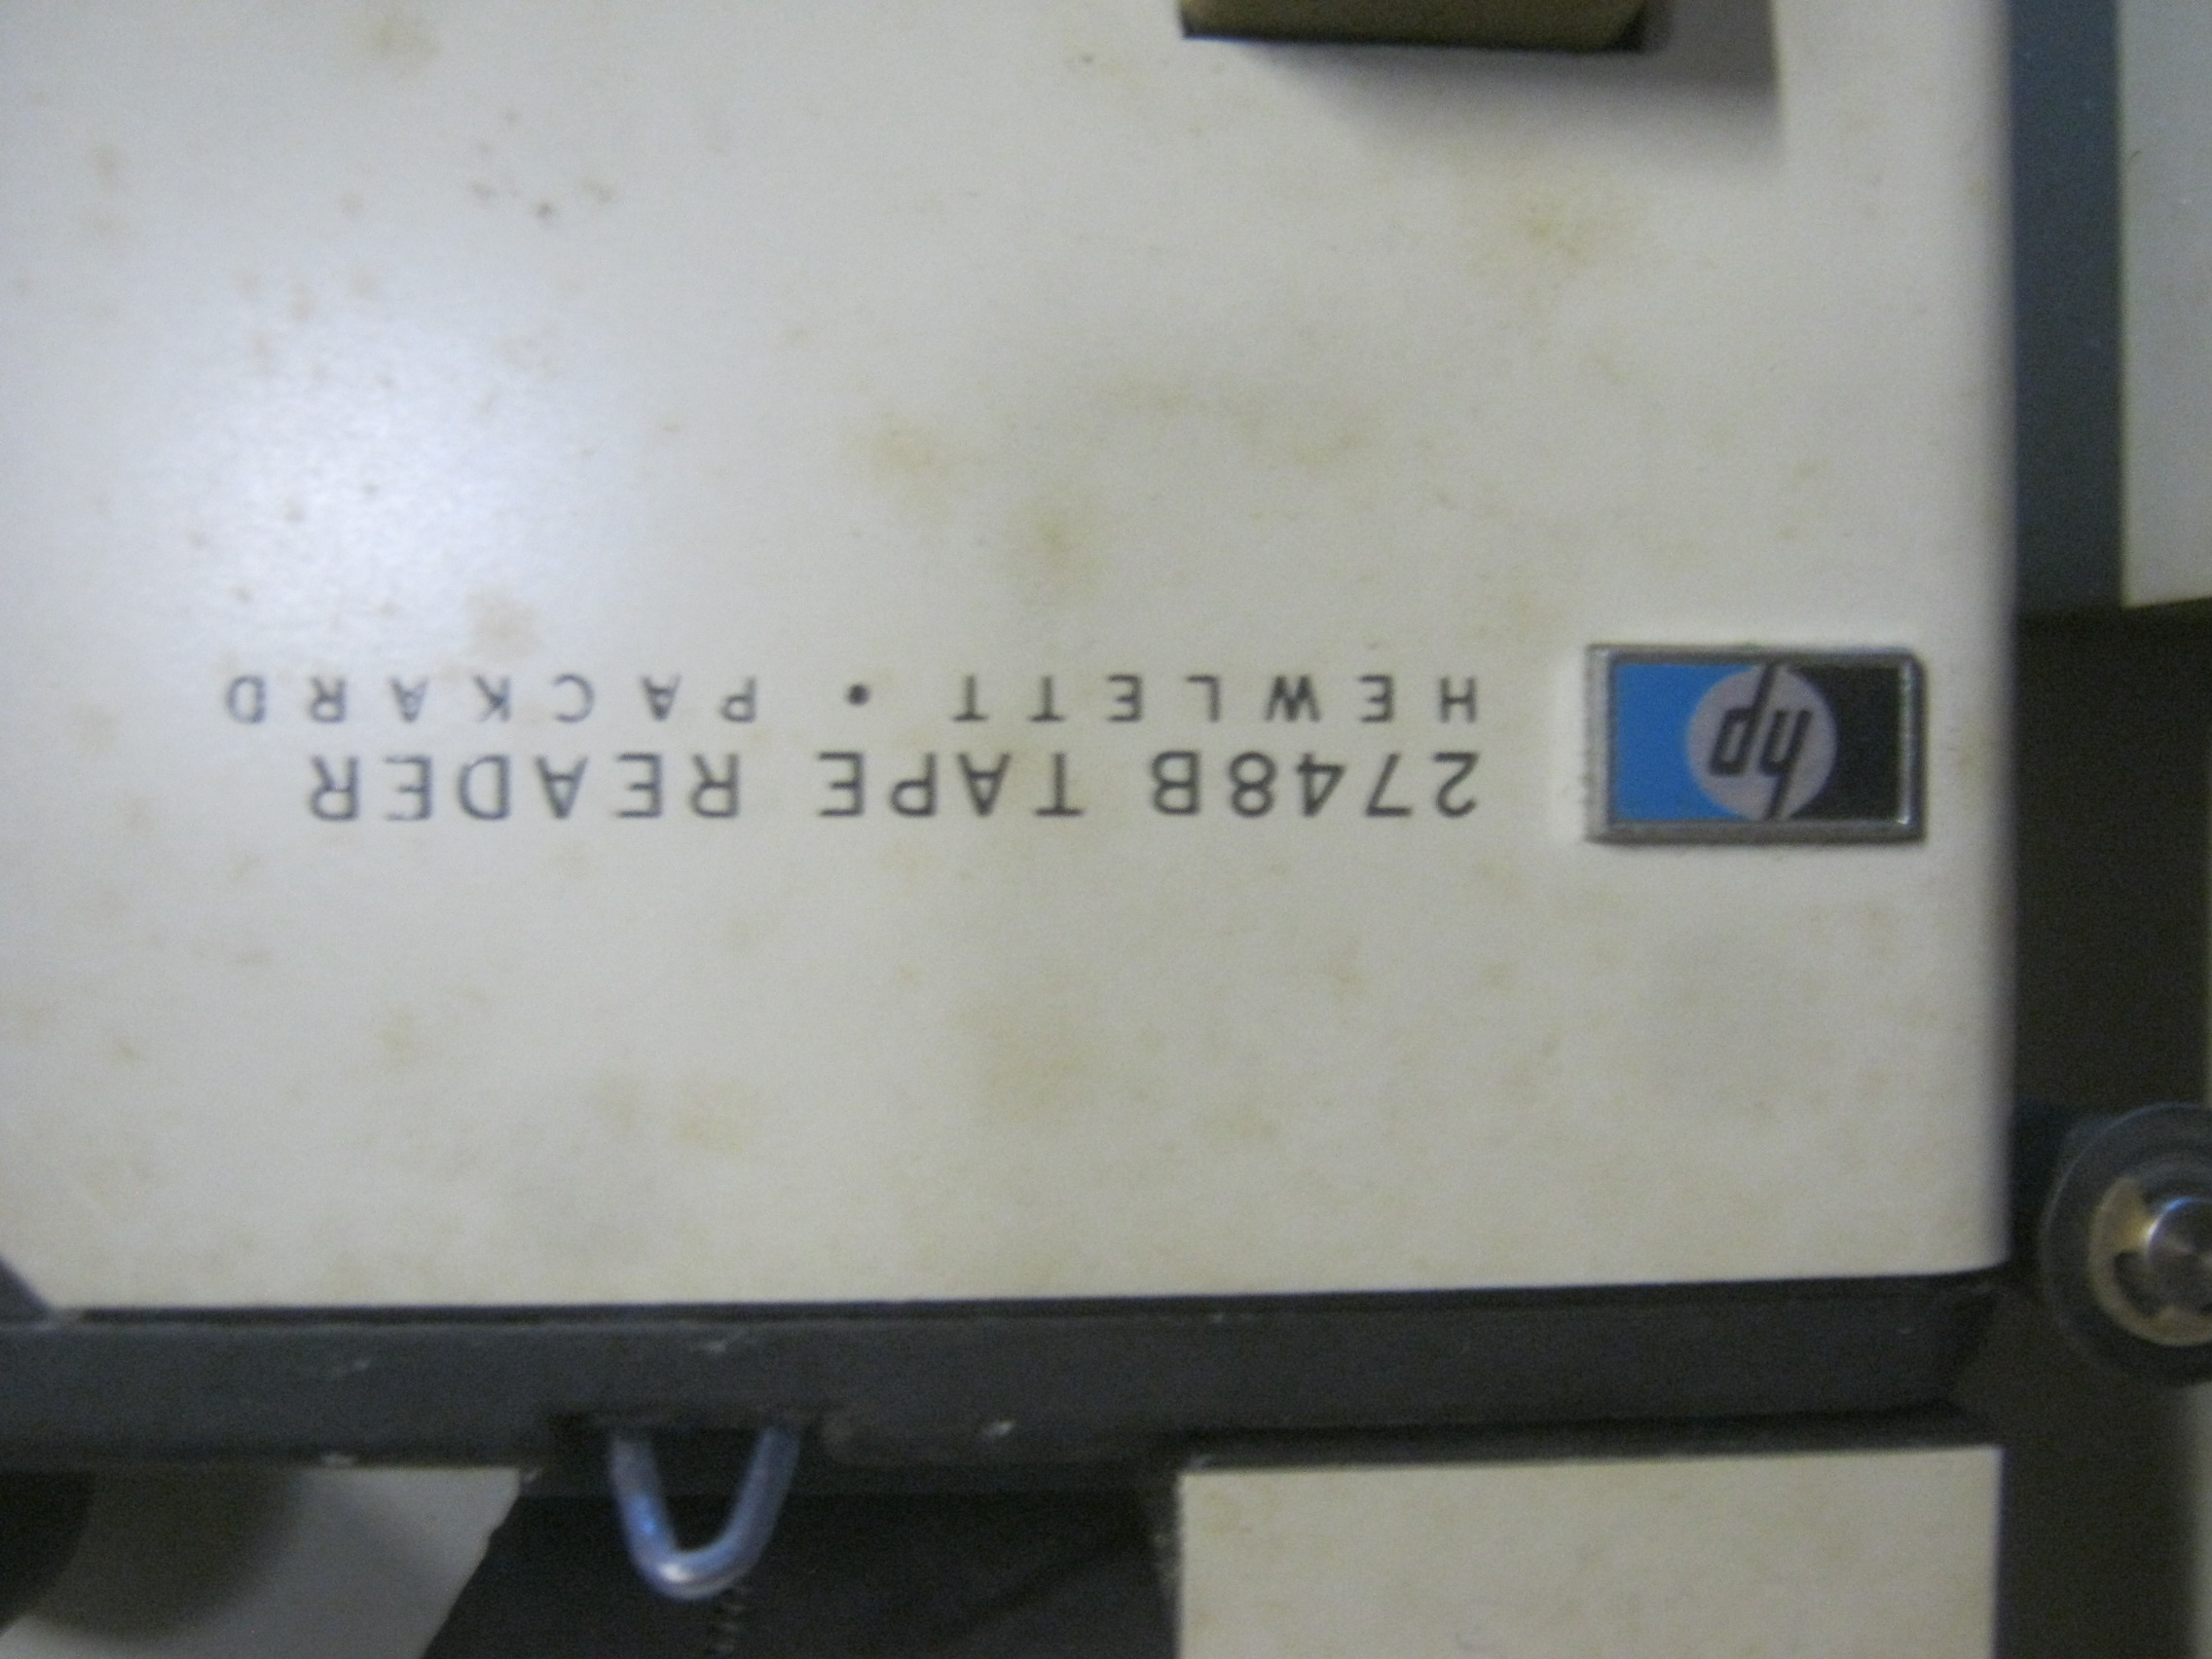 hp
2748B TAPE READER
HEWLETT • PACKARD